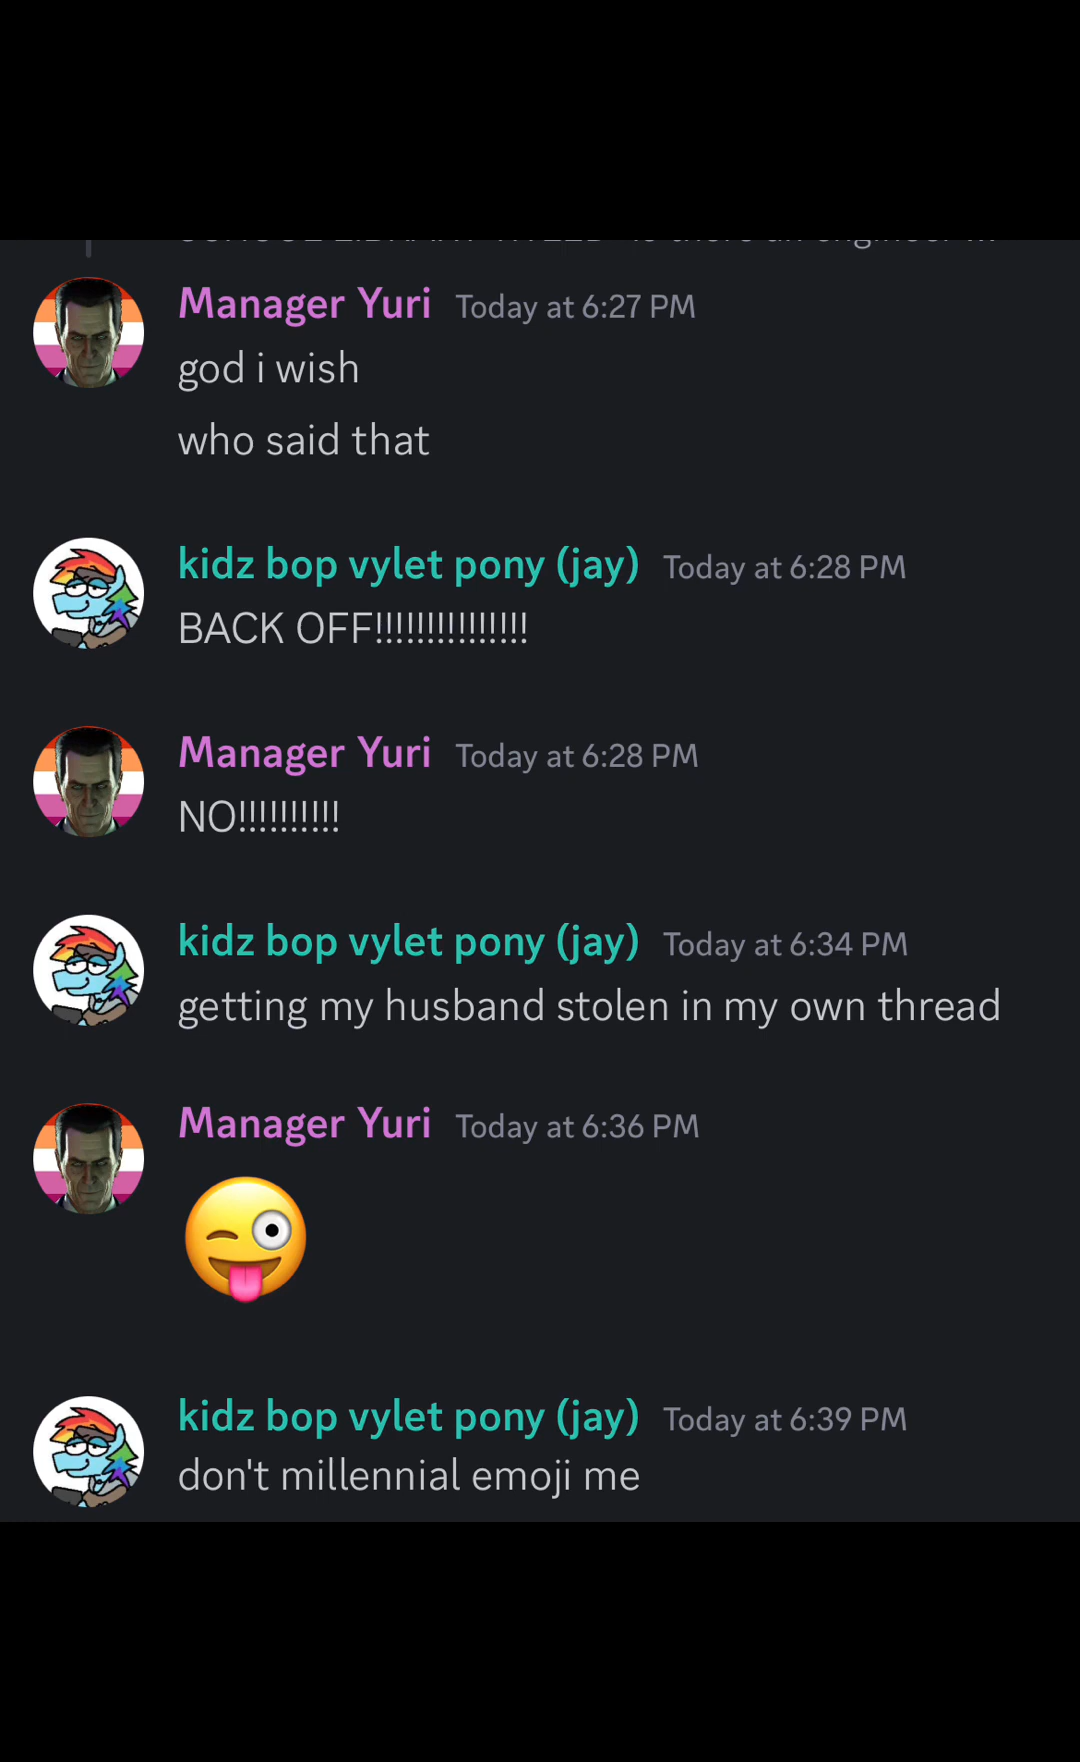 Manager Yuri Today at 6:27 PM
god i wish
who said that
kidz bop vylet pony (jay) Today at 6:28 PM
BACK OFF!!!!!!!!!!!!!!!
Manager Yuri Today at 6:28 PM
NO!!!!!!!!!!
kidz bop vylet pony (jay) Today at 6:34 PM
getting my husband stolen in my own thread
Manager Yuri Today at 6:36 PM
kidz bop vylet pony (jay) Today at 6:39 PM
don't millennial emoji me